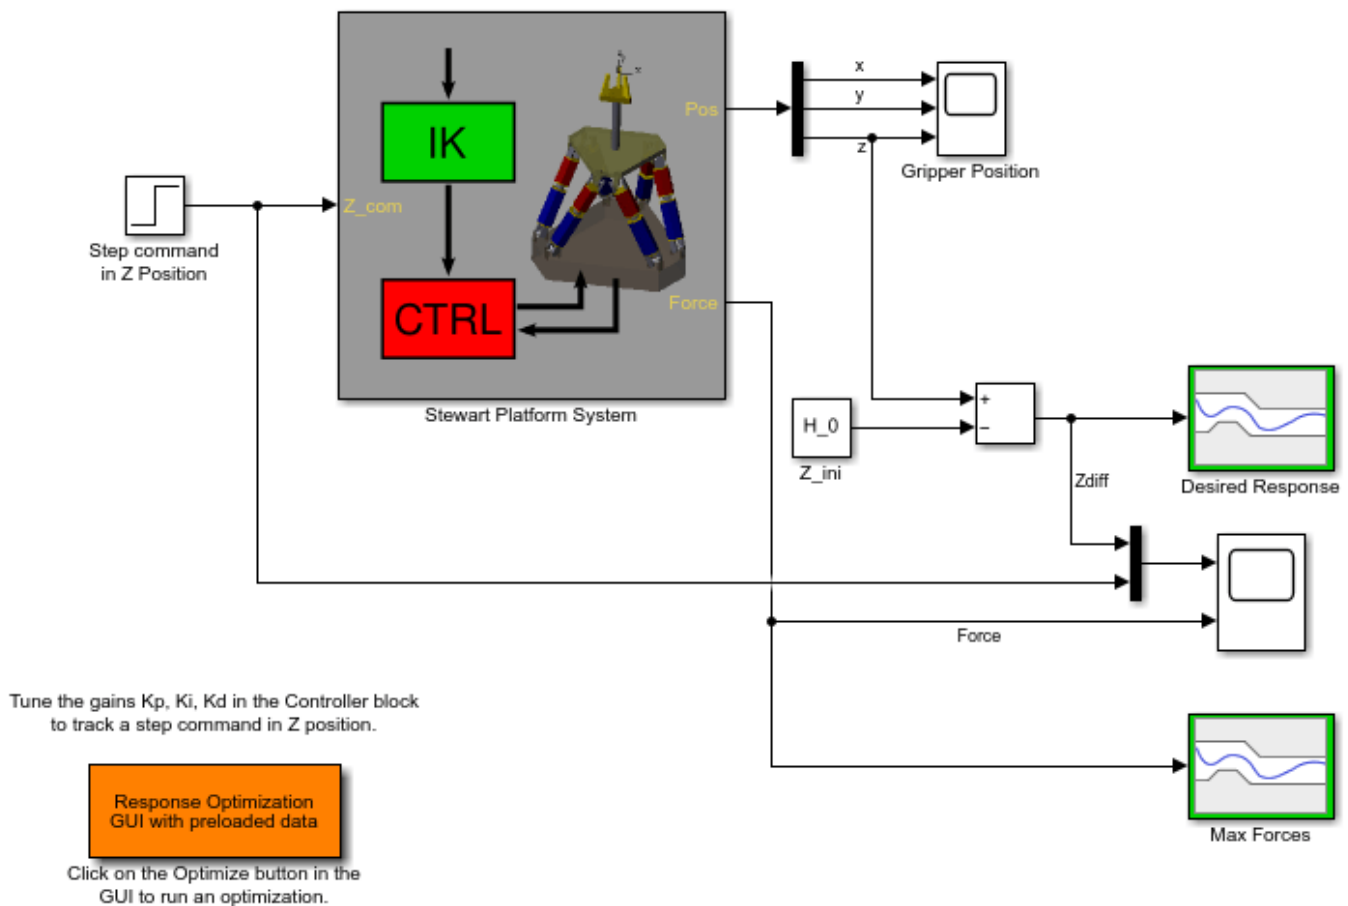 IK
CTRL
Z_com
Pos
Force
Stewart Platform System
Step command
in Z Position
x
y
z
Gripper Position
H_0
Z_ini
+
−
Zdiff
Desired Response
Force
Max Forces
Tune the gains Kp, Ki, Kd in the Controller block
to track a step command in Z position.
Response Optimization
GUI with preloaded data
Click on the Optimize button in the
GUI to run an optimization.